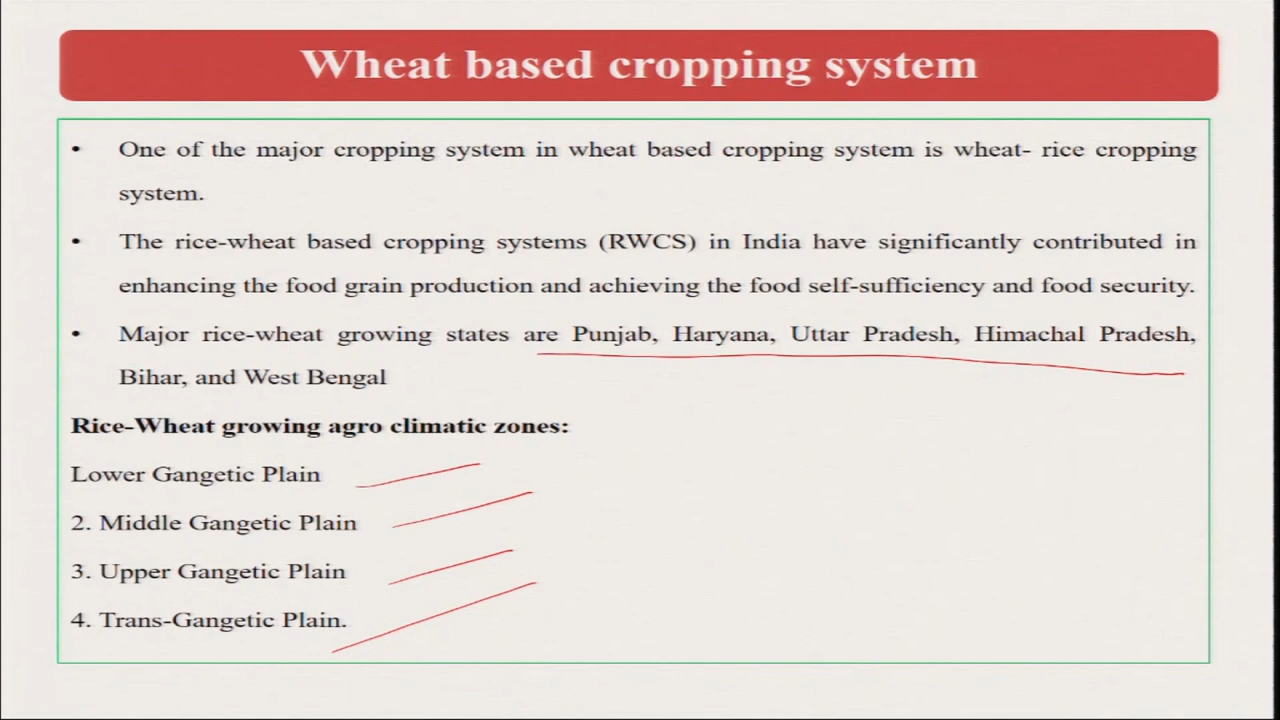 Wheat based cropping system
• One of the major cropping system in wheat based cropping system is wheat- rice cropping
system.
• The rice-wheat based cropping systems (RWCS) in India have significantly contributed in
enhancing the food grain production and achieving the food self-sufficiency and food security.
• Major rice-wheat growing states are Punjab, Haryana, Uttar Pradesh, Himachal Pradesh,
Bihar, and West Bengal
Rice-Wheat growing agro climatic zones:
Lower Gangetic Plain
2. Middle Gangetic Plain
3. Upper Gangetic Plain
4. Trans-Gangetic Plain.